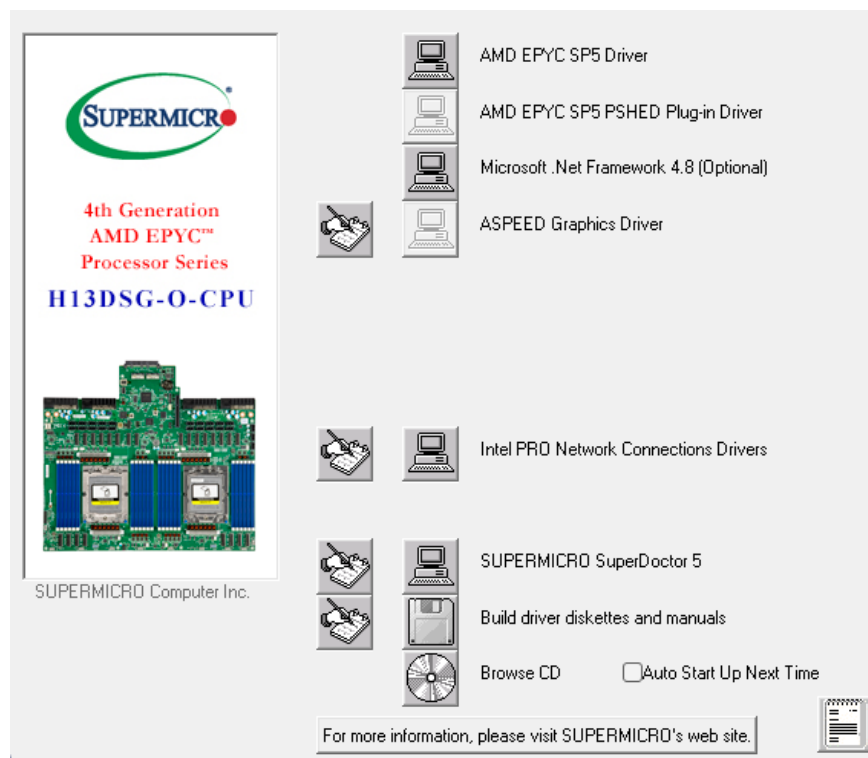 SUPERMICR
4th Generation
AMD EPYC™
Processor Series
H13DSG-O-CPU
SUPERMICRO Computer Inc.
AMD EPYC SP5 Driver
AMD EPYC SP5 PSHED Plug-in Driver
Microsoft .Net Framework 4.8 (Optional)
ASPEED Graphics Driver
Intel PRO Network Connections Drivers
SUPERMICRO SuperDoctor 5
Build driver diskettes and manuals
Browse CD
Auto Start Up Next Time
For more information, please visit SUPERMICRO's web site.